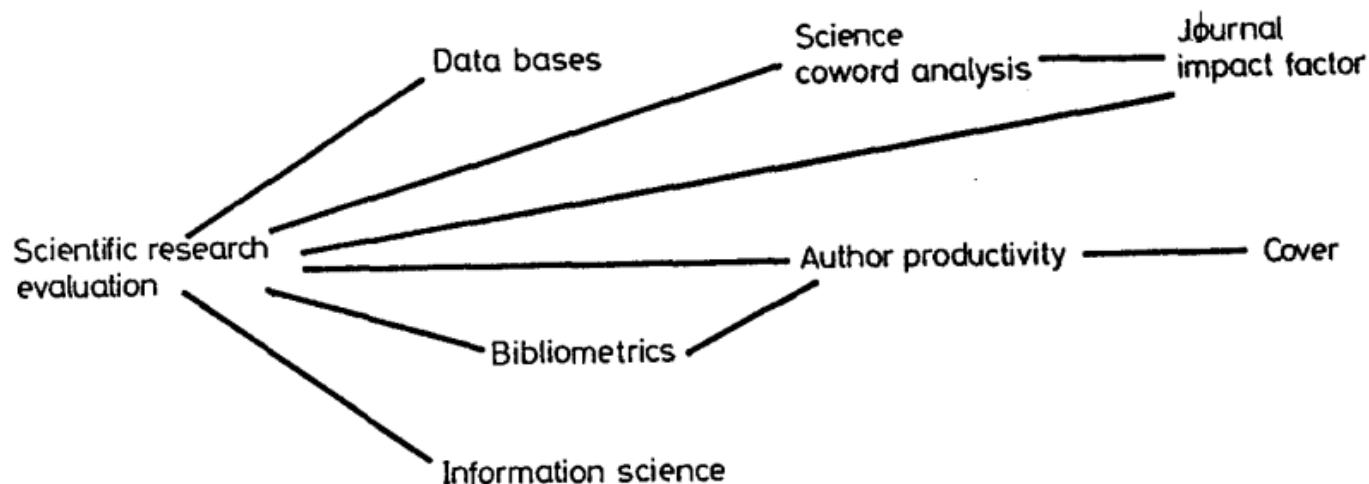 Data bases
Science
coword analysis
Journal
impact factor
Scientific research
evaluation
Author productivity
Cover
Bibliometrics
Information science